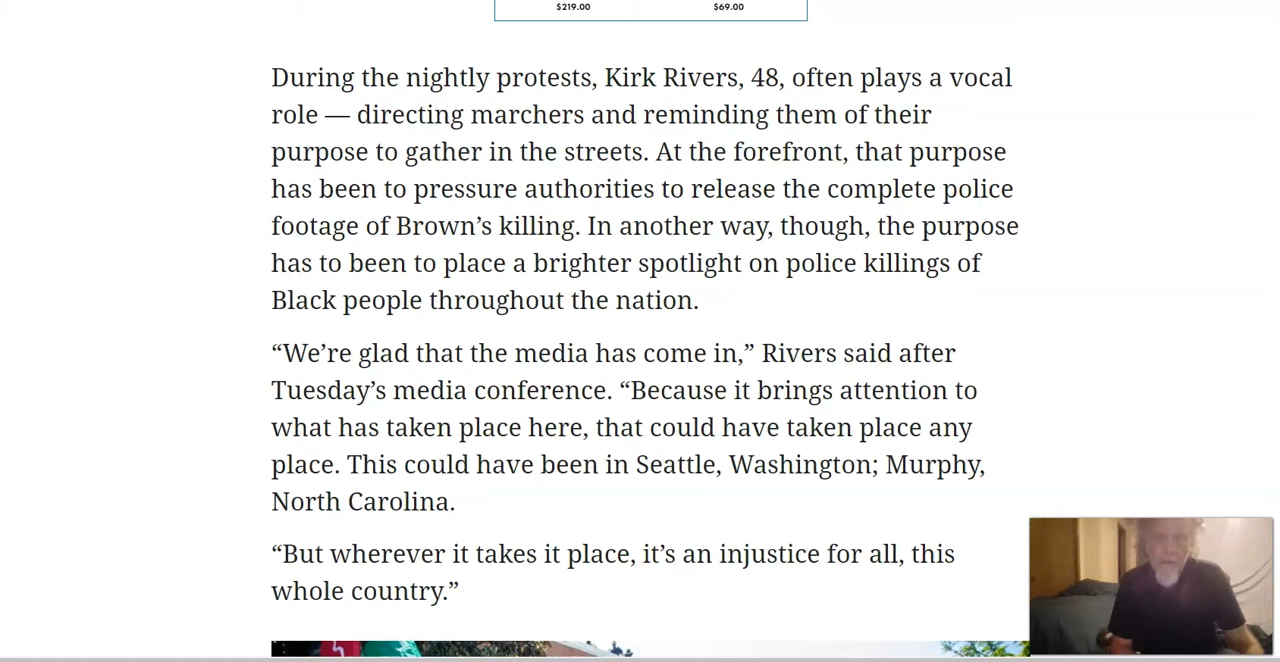 $219.00 $69.00
During the nightly protests, Kirk Rivers, 48, often plays a vocal
role — directing marchers and reminding them of their
purpose to gather in the streets. At the forefront, that purpose
has been to pressure authorities to release the complete police
footage of Brown’s killing. In another way, though, the purpose
has to been to place a brighter spotlight on police killings of
Black people throughout the nation.
“We’re glad that the media has come in,” Rivers said after
Tuesday’s media conference. “Because it brings attention to
what has taken place here, that could have taken place any
place. This could have been in Seattle, Washington; Murphy,
North Carolina.
“But wherever it takes it place, it’s an injustice for all, this
whole country.”